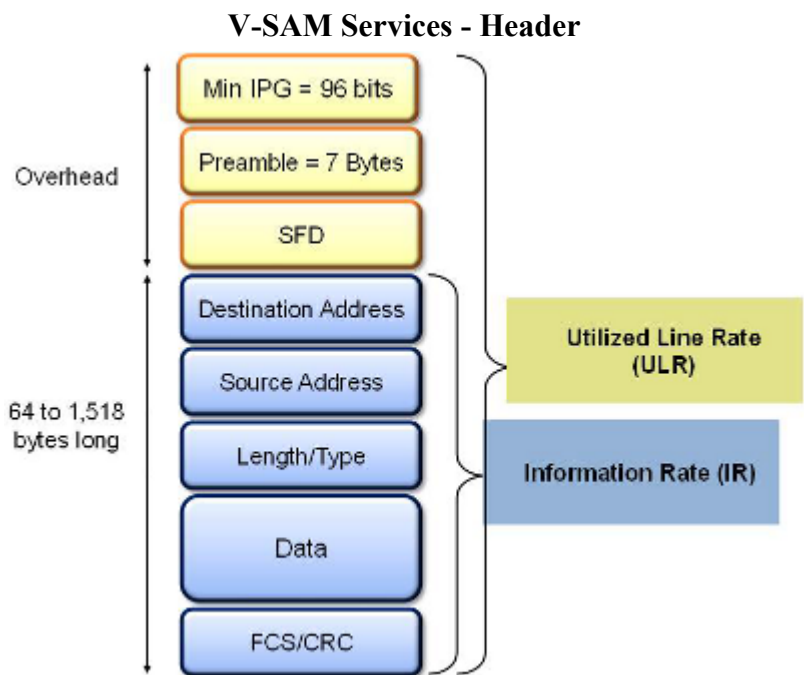 V-SAM Services - Header
Min IPG = 96 bits
Preamble = 7 Bytes
Overhead
SFD
Destination Address
Utilized Line Rate
(ULR)
Source Address
64 to 1,518
bytes long
Length/Type
Information Rate (IR)
Data
FCS/CRC